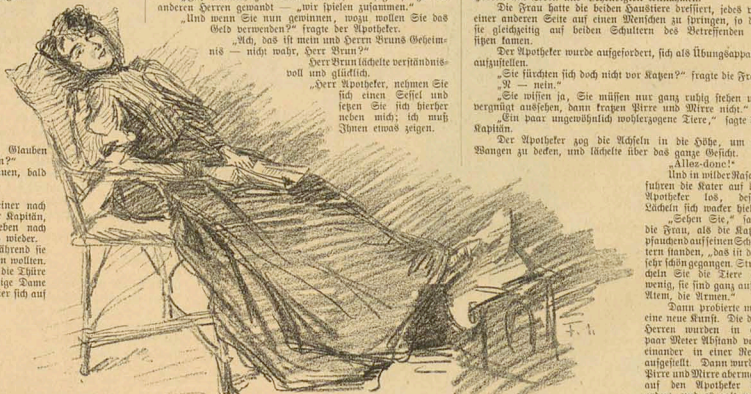 anderen Herren gewandt — „wir spielen zusammen.“
„Und wenn Sie nun gewinnen, wozu wollen Sie das
Geld verwenden?“ fragte der Apotheker.
„Ach, das ist mein und Herrn Bruns Geheim-
nis — nicht wahr, Herr Brun?“
Herr Brun lächelte verständnis-
voll und glücklich.
„Herr Apotheker, nehmen Sie
sich einen Sessel und
setzen Sie sich hierher
neben mich; ich muß
Ihnen etwas zeigen.
Glauben
n?“
nen, bald
einer nach
Kapitän,
eben nach
wieder.
ährend sie
n wollten.
die Thüre
ige Dame
er sich auf
Die Frau hatte die beiden Haustiere dressiert, jedes
einer anderen Seite auf einen Menschen zu springen, so
sie gleichzeitig auf beiden Schultern des Betreffenden
sitzen kamen.
Der Apotheker wurde aufgefordert, sich als Übungsappa
aufzustellen.
„Sie fürchten sich doch nicht vor Katzen?“ fragte die Fr
„N — nein.“
„Sie wissen ja, Sie müssen nur ganz ruhig stehen
vergnügt aussehen, dann kratzen Pirre und Mirre nicht.“
„Ein paar ungewöhnlich wohlerzogene Tiere,“ sagte
Kapitän.
Der Apotheker zog die Achseln in die Höhe, um
Wangen zu decken, und lächelte über das ganze Gesicht.
„Allez-donc!“
Und in wilder Rase
fuhren die Kater auf
Apotheker los, des
Lächeln sich wacker hiel
„Sehen Sie,“ sa
die Frau, als die Kat
pfauchend auf seinen Sch
tern standen, „das ist d
sehr schön gegangen. Str
cheln Sie die Tiere
wenig, sie sind ganz au
Atem, die Armen.“
Dann probierte m
eine neue Kunst. Die b
Herren wurden in
paar Meter Abstand vo
einander in einer Re
aufgestellt. Dann wurd
Pirre und Mirre aberma
auf den Apotheker